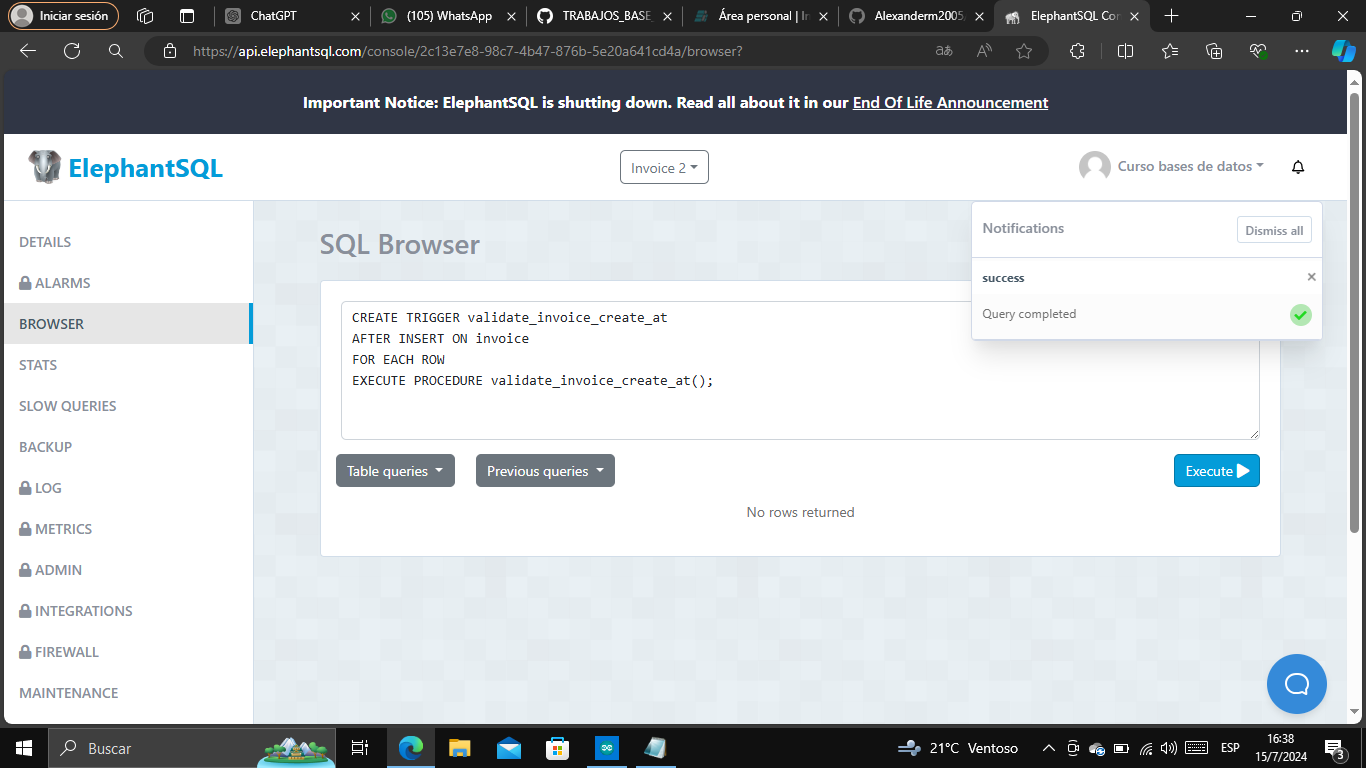 Iniciar sesión
ChatGPT
(105) WhatsApp
TRABAJOS_BASE
Área personal | In
Alexanderm2005
ElephantSQL Con
https://api.elephantsql.com/console/2c13e7e8-98c7-4b47-876b-5e20a641cd4a/browser?
Important Notice: ElephantSQL is shutting down. Read all about it in our End Of Life Announcement
ElephantSQL
Invoice 2
Curso bases de datos
DETAILS
ALARMS
BROWSER
STATS
SLOW QUERIES
BACKUP
LOG
METRICS
ADMIN
INTEGRATIONS
FIREWALL
MAINTENANCE
SQL Browser
Notifications
Dismiss all
success
Query completed
CREATE TRIGGER validate_invoice_create_at
AFTER INSERT ON invoice
FOR EACH ROW
EXECUTE PROCEDURE validate_invoice_create_at();
Table queries
Previous queries
Execute
No rows returned
Buscar
21°C Ventoso
ESP
16:38
15/7/2024
3